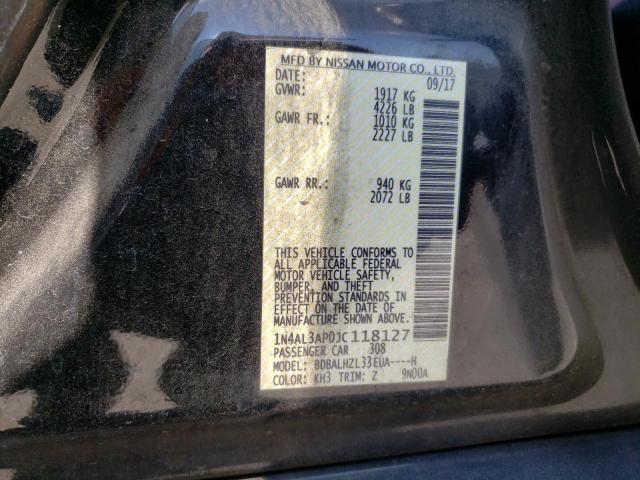 MFD BY NISSAN MOTOR CO., LTD.
DATE: 09/17
GVWR: 1917 KG
4226 LB
GAWR FR.: 1010 KG
2227 LB
GAWR RR.: 940 KG
2072 LB
THIS VEHICLE CONFORMS TO
ALL APPLICABLE FEDERAL
MOTOR VEHICLE SAFETY,
BUMPER, AND THEFT
PREVENTION STANDARDS IN
EFFECT ON THE DATE OF
MANUFACTURE SHOWN ABOVE.
1N4AL3AP0JC118127
PASSENGER CAR 308
MODEL: BDBALHZL33EUA----H
COLOR: KH3 TRIM: Z 9N00A